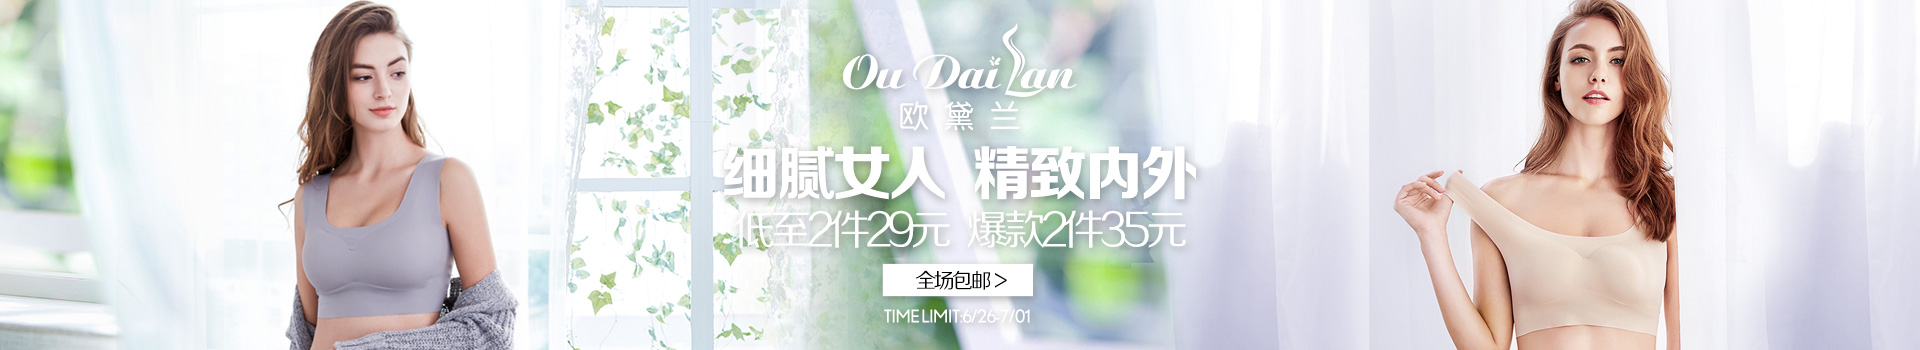 Ou Dai Lan
欧黛兰
细腻女人 精致内外
低至2件29元 爆款2件35元
全场包邮 >
TIME LIMIT:6/26-7/01